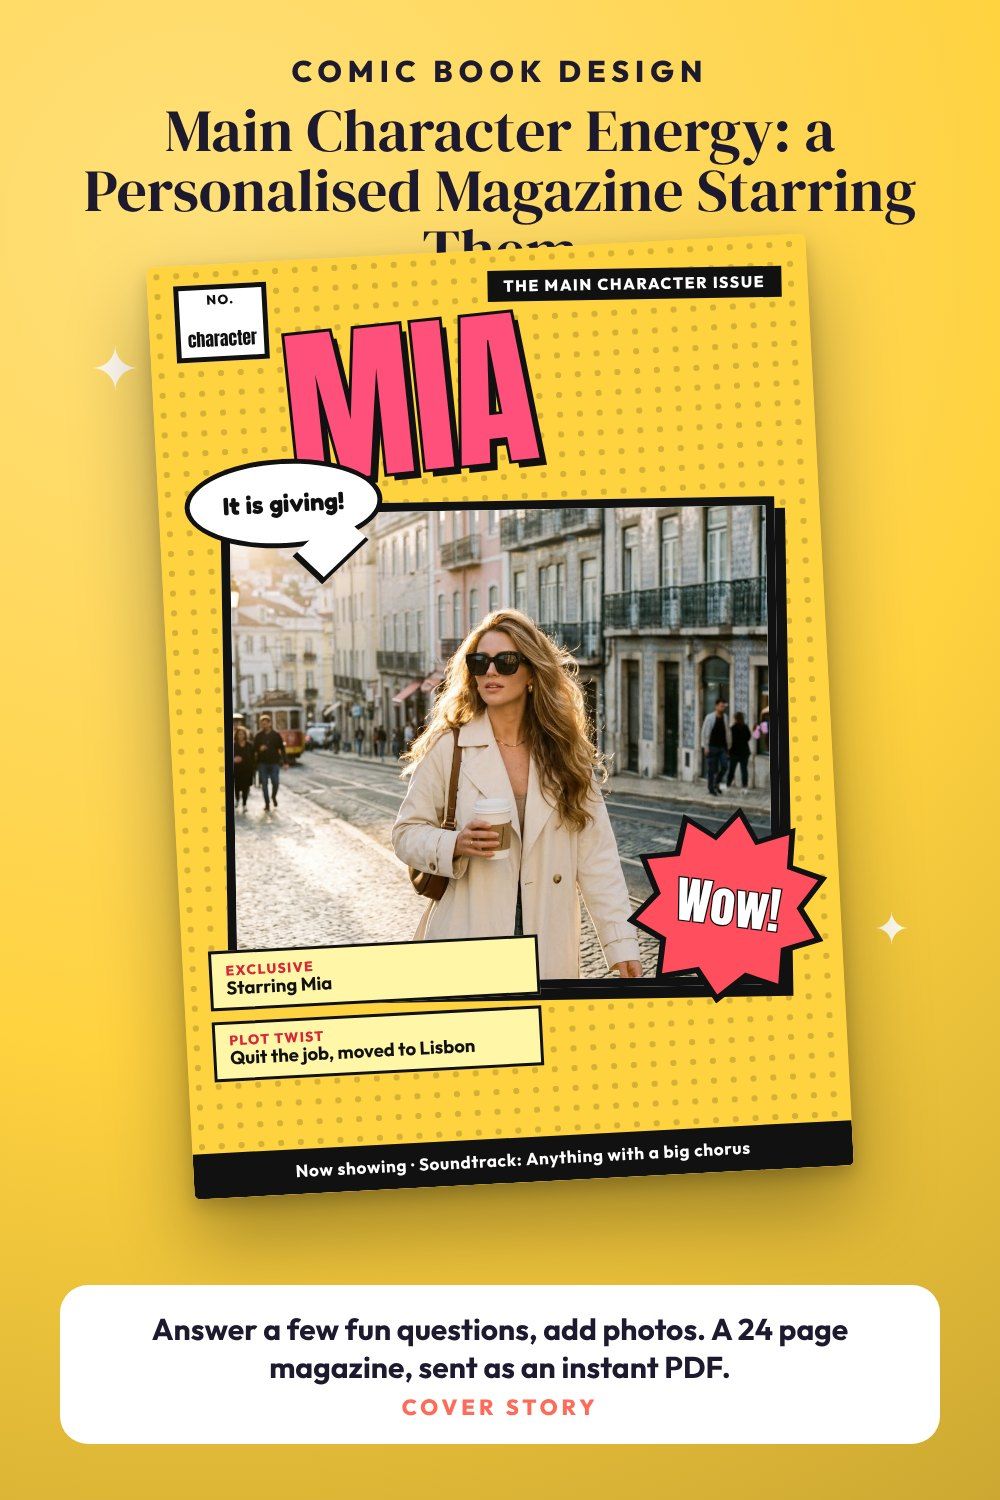 COMIC BOOK DESIGN
Main Character Energy: a
Personalised Magazine Starring
THE MAIN CHARACTER ISSUE
NO.
character
MIA
It is giving!
Wow!
EXCLUSIVE
Starring Mia
PLOT TWIST
Quit the job, moved to Lisbon
Now showing · Soundtrack: Anything with a big chorus
Answer a few fun questions, add photos. A 24 page
magazine, sent as an instant PDF.
COVER STORY